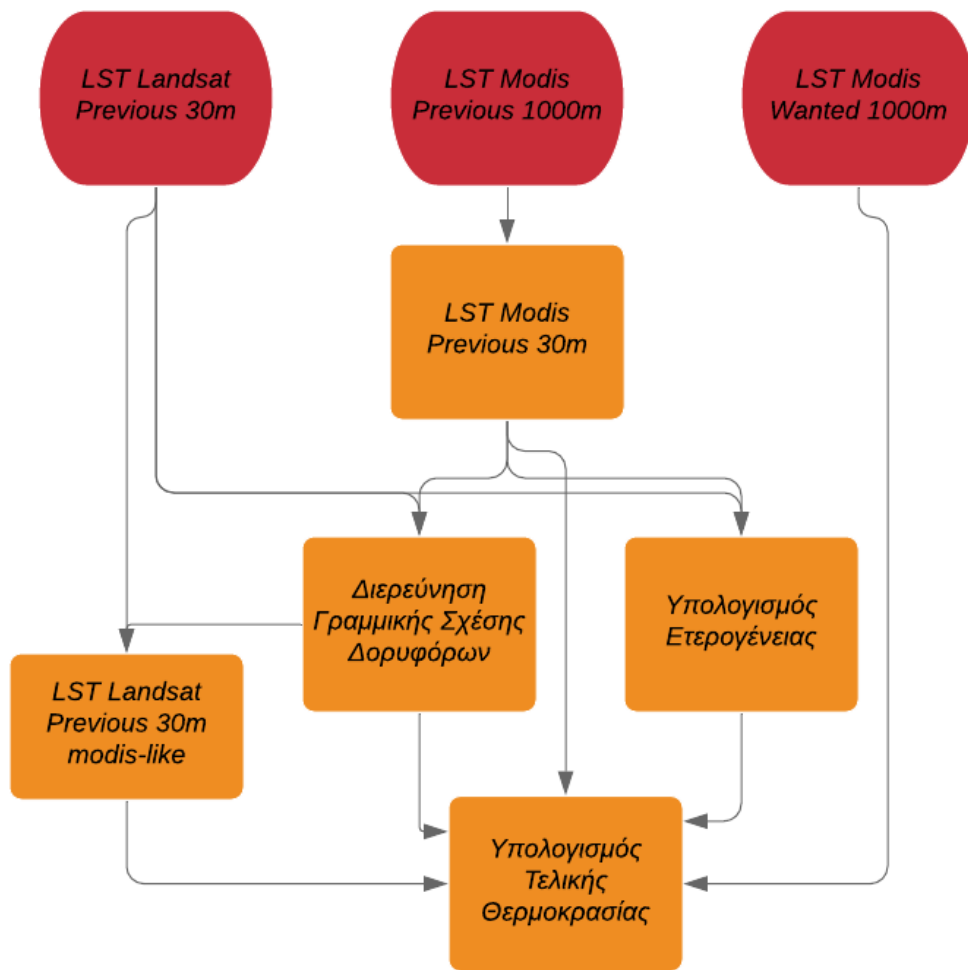 LST Landsat
Previous 30m
LST Modis
Previous 1000m
LST Modis
Wanted 1000m
LST Modis
Previous 30m
Διερεύνηση
Γραμμικής Σχέσης
Δορυφόρων
Υπολογισμός
Ετερογένειας
LST Landsat
Previous 30m
modis-like
Υπολογισμός
Τελικής
Θερμοκρασίας